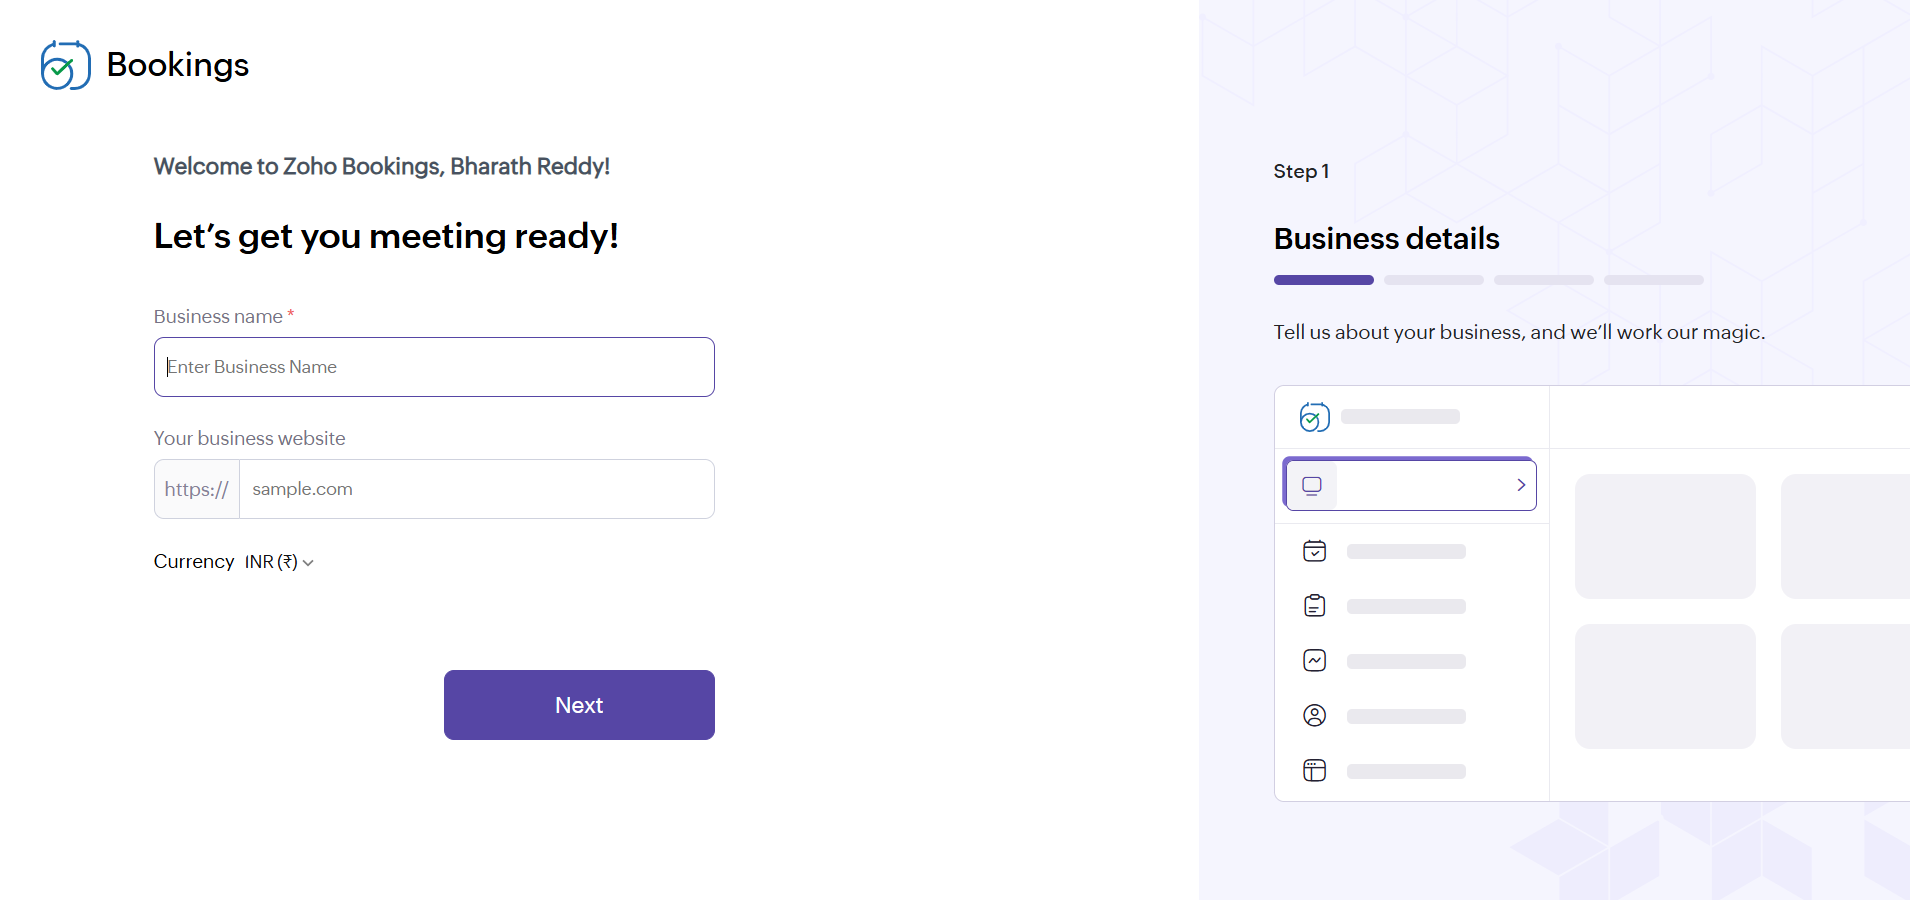 Bookings
Welcome to Zoho Bookings, Bharath Reddy!
Let's get you meeting ready!
Business name *
Enter Business Name
Your business website
https:// sample.com
Currency INR (₹)
Next
Step 1
Business details
Tell us about your business, and we'll work our magic.